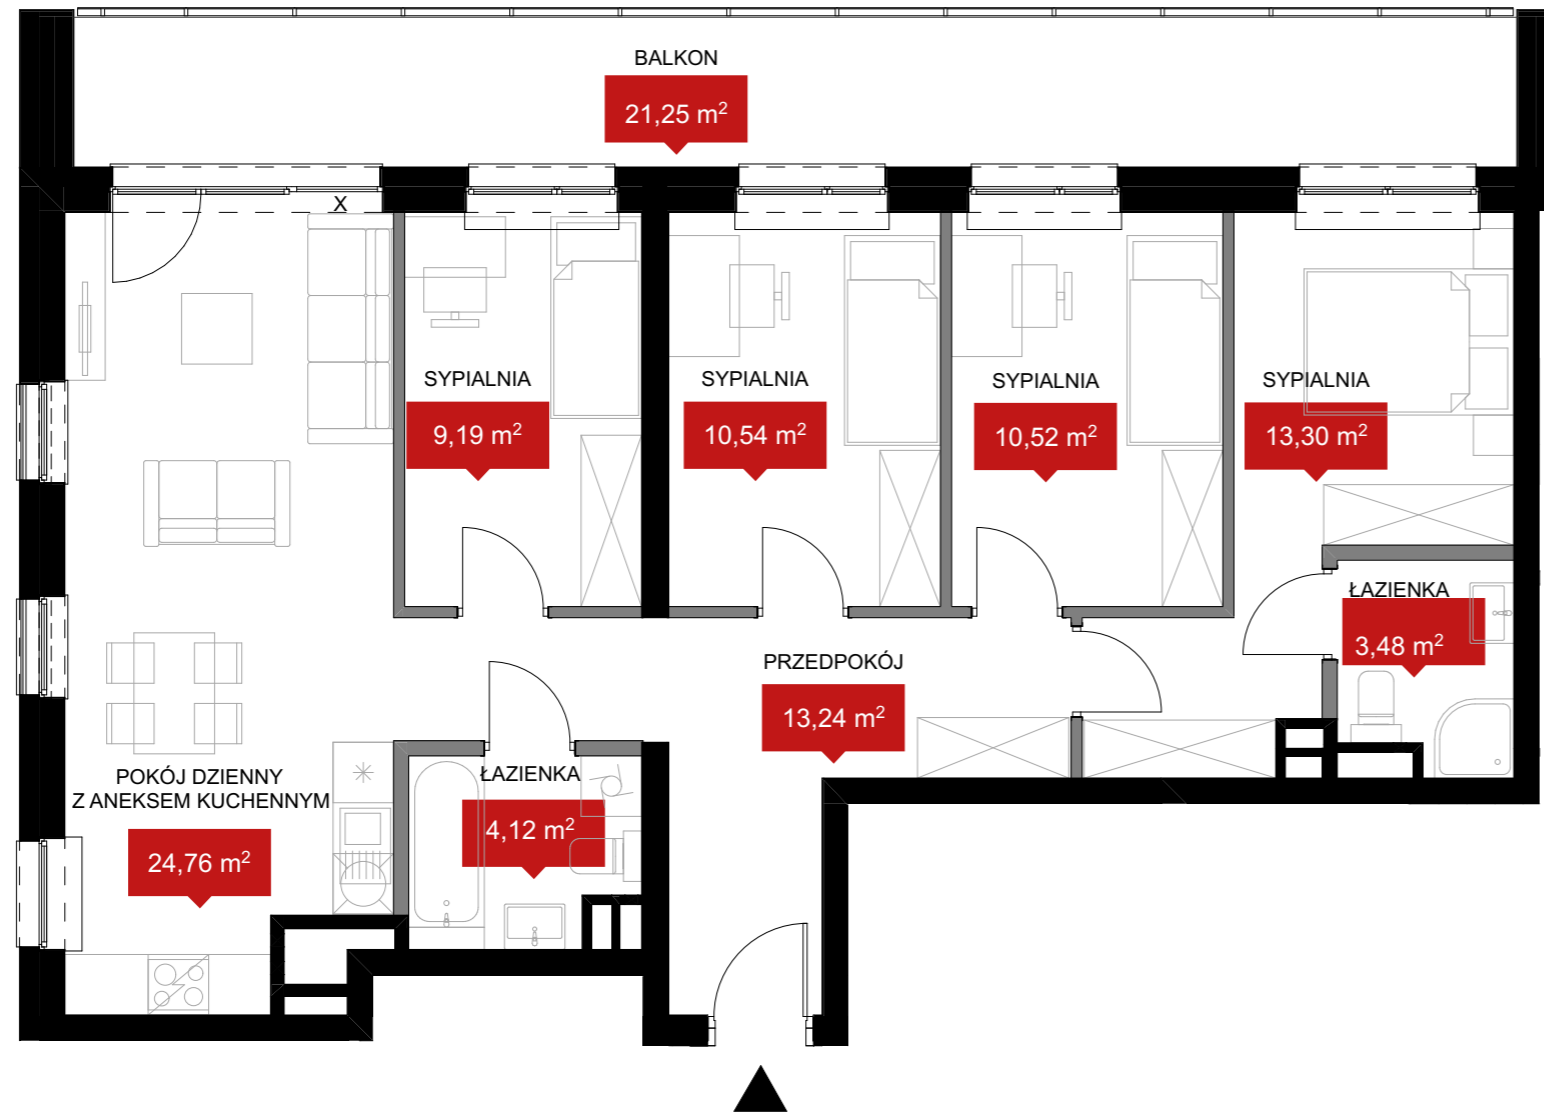 BALKON
21,25 m²
X
SYPIALNIA
9,19 m²
SYPIALNIA
10,54 m²
SYPIALNIA
10,52 m²
SYPIALNIA
13,30 m²
ŁAZIENKA
3,48 m²
PRZEDPOKÓJ
13,24 m²
POKÓJ DZIENNY
Z ANEKSEM KUCHENNYM
24,76 m²
ŁAZIENKA
4,12 m²